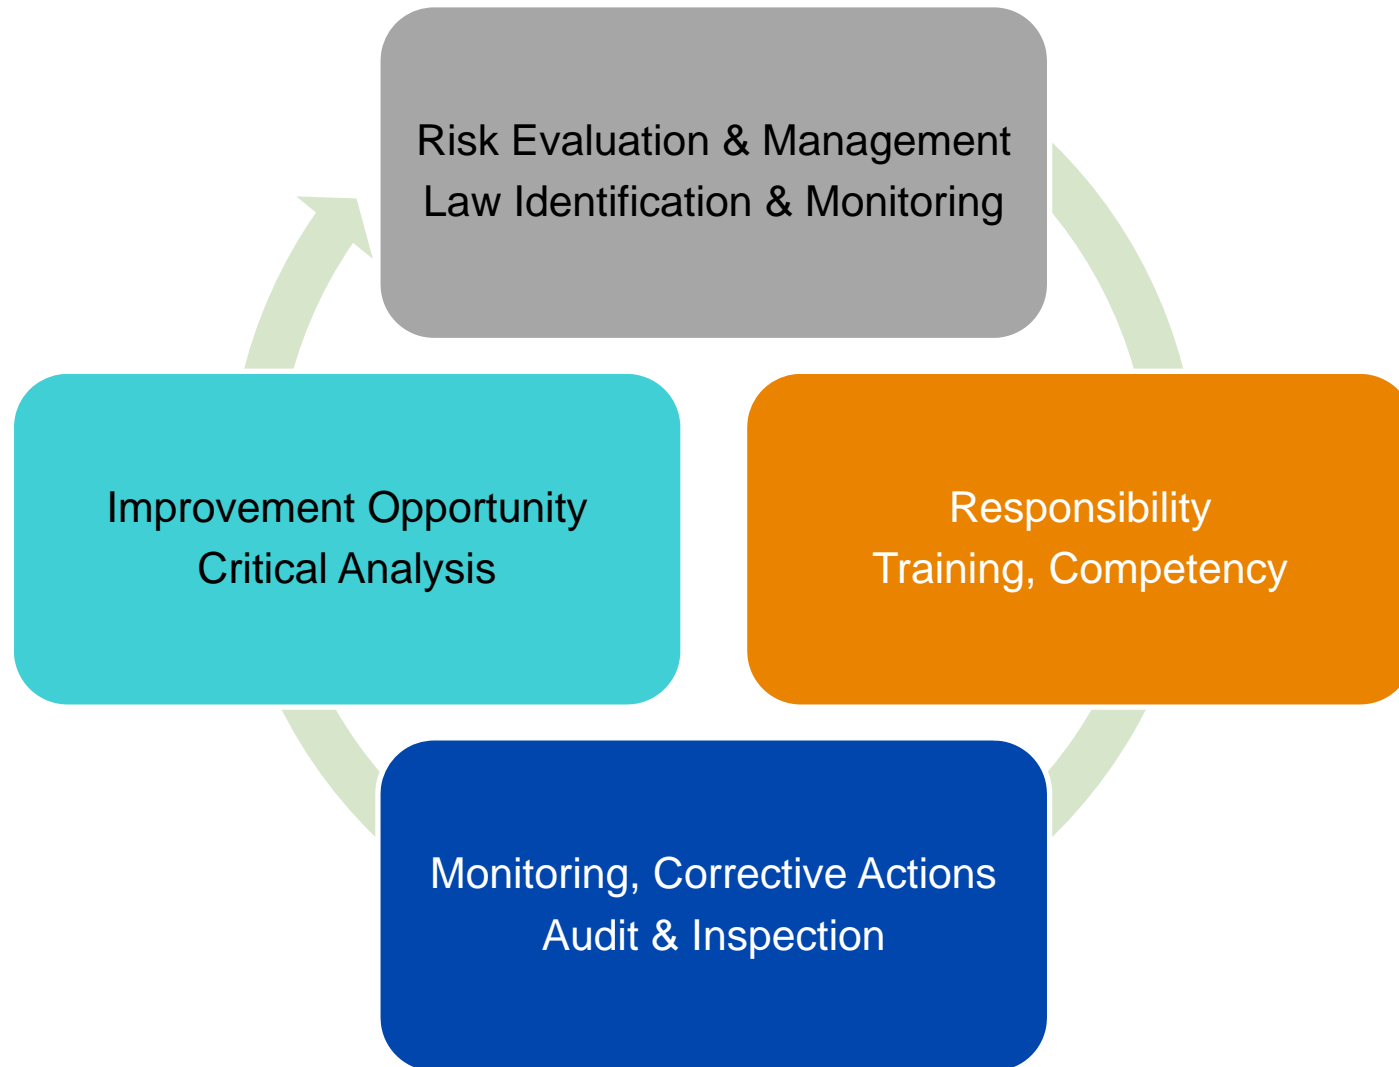 Risk Evaluation & Management
Law Identification & Monitoring
Improvement Opportunity
Critical Analysis
Responsibility
Training, Competency
Monitoring, Corrective Actions
Audit & Inspection